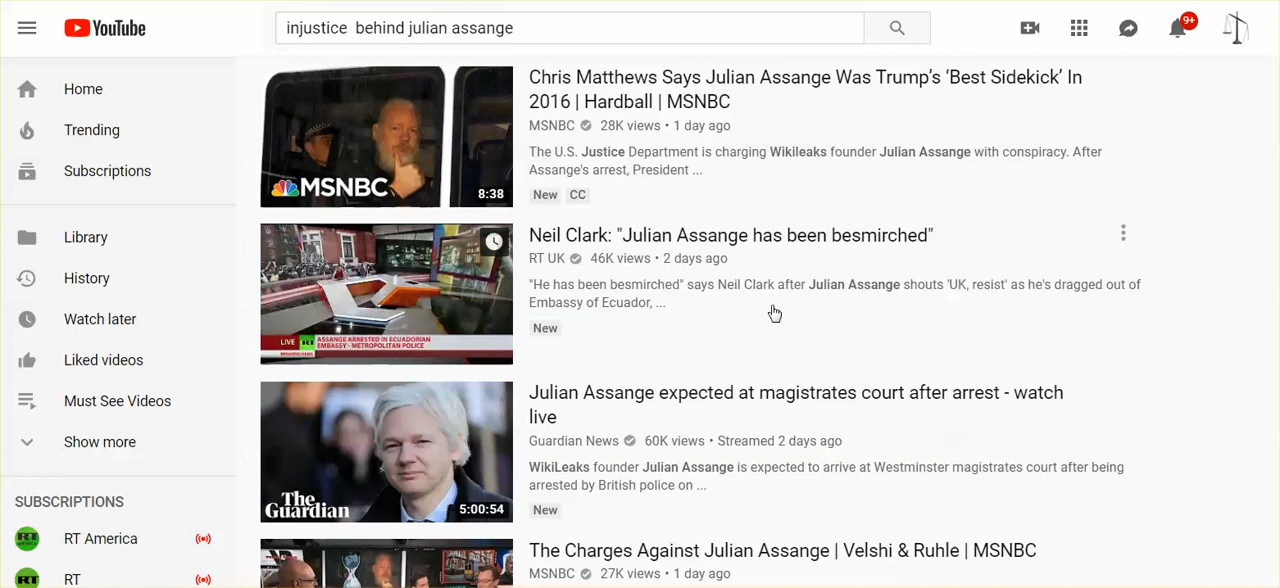 YouTube
injustice  behind julian assange
9+
Home
Trending
Subscriptions
Library
History
Watch later
Liked videos
Must See Videos
Show more
SUBSCRIPTIONS
RT America
RT
MSNBC
8:38
Chris Matthews Says Julian Assange Was Trump's 'Best Sidekick' In
2016 | Hardball | MSNBC
MSNBC 28K views • 1 day ago
The U.S. Justice Department is charging Wikileaks founder Julian Assange with conspiracy. After
Assange's arrest, President ...
New CC
LIVE RT ASSANGE ARRESTED IN ECUADORIAN
EMBASSY - METROPOLITAN POLICE
BREAKING NEWS
Neil Clark: "Julian Assange has been besmirched"
RT UK 46K views • 2 days ago
"He has been besmirched" says Neil Clark after Julian Assange shouts 'UK, resist' as he's dragged out of
Embassy of Ecuador, ...
New
The
Guardian
5:00:54
Julian Assange expected at magistrates court after arrest - watch
live
Guardian News 60K views • Streamed 2 days ago
WikiLeaks founder Julian Assange is expected to arrive at Westminster magistrates court after being
arrested by British police on ...
New
The Charges Against Julian Assange | Velshi & Ruhle | MSNBC
MSNBC 27K views • 1 day ago